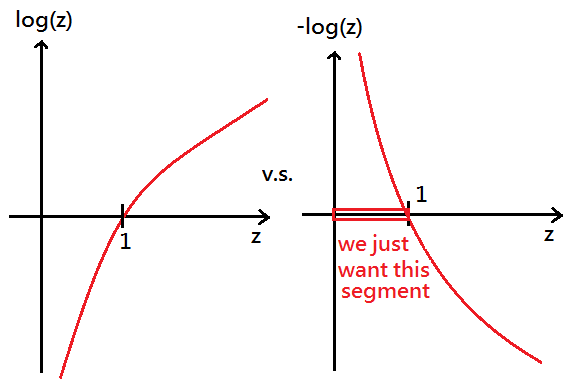 log(z)
-log(z)
v.s.
1
z
1
z
we just
want this
segment